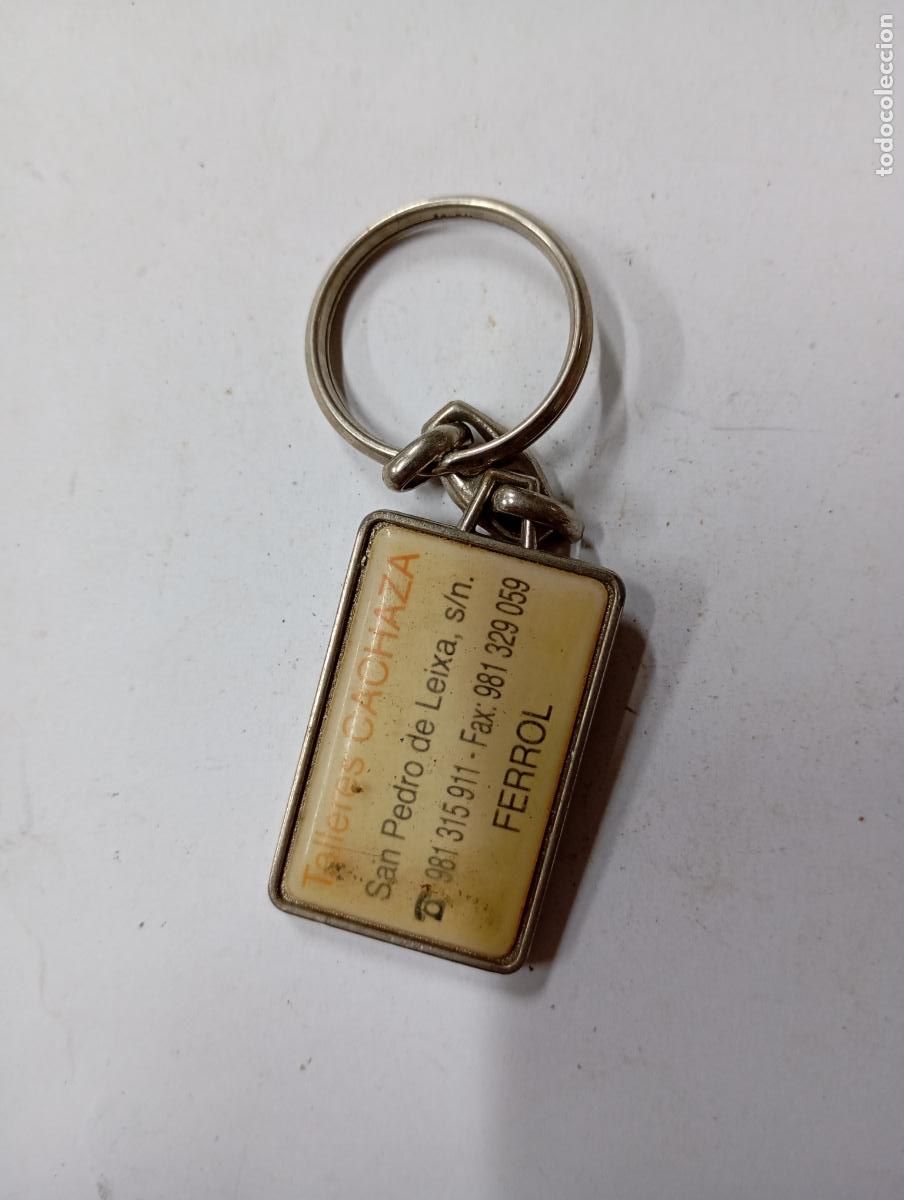 Talleres CACHAZA
San Pedro de Leixa, s/n.
☎ 981 315 911 - Fax: 981 329 059
FERROL
todocoleccion